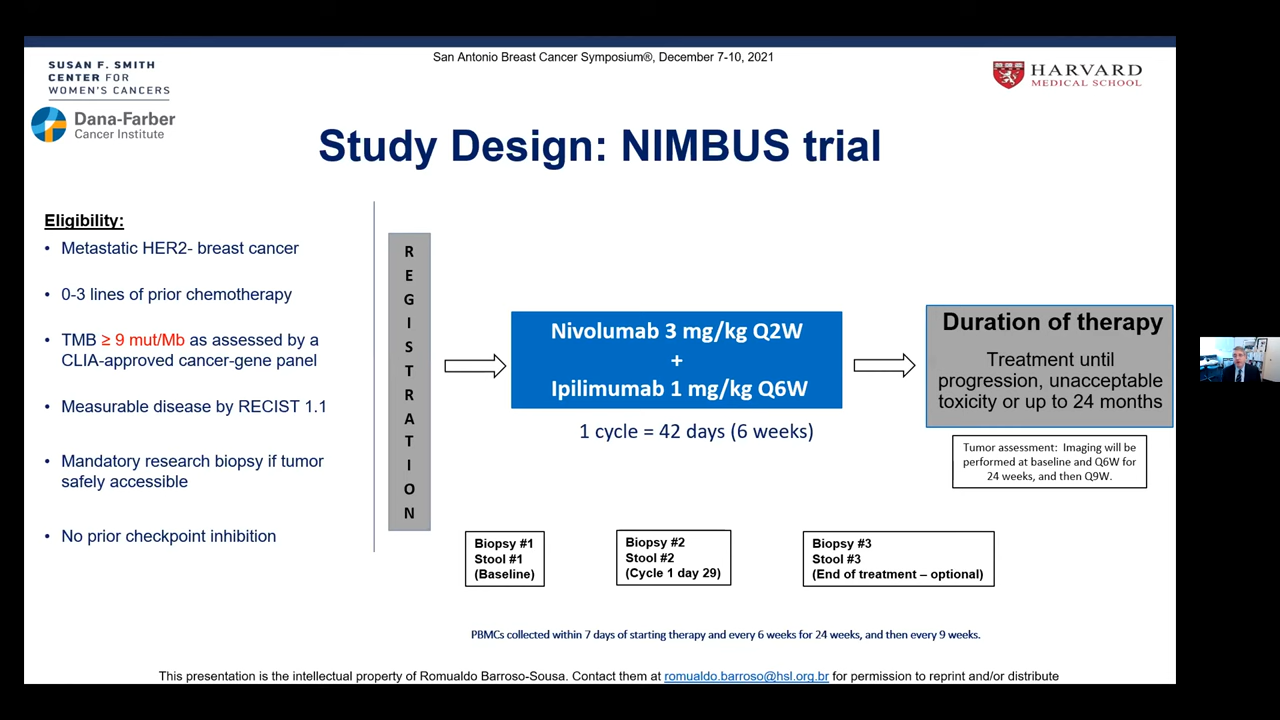 San Antonio Breast Cancer Symposium®, December 7-10, 2021
SUSAN F. SMITH
CENTER FOR
WOMEN'S CANCERS
Dana-Farber
Cancer Institute
HARVARD
MEDICAL SCHOOL
Study Design: NIMBUS trial
Eligibility:
• Metastatic HER2- breast cancer
• 0-3 lines of prior chemotherapy
• TMB ≥ 9 mut/Mb as assessed by a
CLIA-approved cancer-gene panel
• Measurable disease by RECIST 1.1
• Mandatory research biopsy if tumor
safely accessible
• No prior checkpoint inhibition
R
E
G
I
S
T
R
A
T
I
O
N
Nivolumab 3 mg/kg Q2W
+
Ipilimumab 1 mg/kg Q6W
1 cycle = 42 days (6 weeks)
Duration of therapy
Treatment until
progression, unacceptable
toxicity or up to 24 months
Tumor assessment: Imaging will be
performed at baseline and Q6W for
24 weeks, and then Q9W.
Biopsy #1
Stool #1
(Baseline)
Biopsy #2
Stool #2
(Cycle 1 day 29)
Biopsy #3
Stool #3
(End of treatment – optional)
PBMCs collected within 7 days of starting therapy and every 6 weeks for 24 weeks, and then every 9 weeks.
This presentation is the intellectual property of Romualdo Barroso-Sousa. Contact them at romualdo.barroso@hsl.org.br for permission to reprint and/or distribute